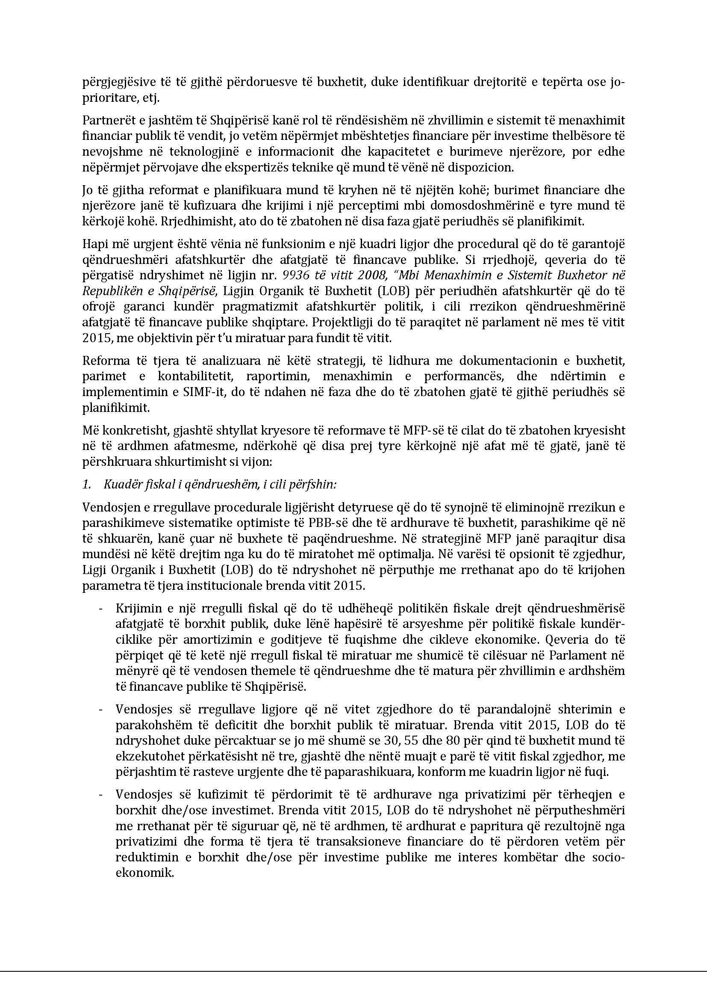 përgjegjësive të të gjithë përdoruesve të buxhetit, duke identifikuar drejtoritë e tepërta ose jo-
prioritare, etj.
Partnerët e jashtëm të Shqipërisë kanë rol të rëndësishëm në zhvillimin e sistemit të menaxhimit
financiar publik të vendit, jo vetëm nëpërmjet mbështetjes financiare për investime thelbësore të
nevojshme në teknologjinë e informacionit dhe kapacitetet e burimeve njerëzore, por edhe
nëpërmjet përvojave dhe ekspertizës teknike që mund të vënë në dispozicion.
Jo të gjitha reformat e planifikuara mund të kryhen në të njëjtën kohë; burimet financiare dhe
njerëzore janë të kufizuara dhe krijimi i një perceptimi mbi domosdoshmërinë e tyre mund të
kërkojë kohë. Rrjedhimisht, ato do të zbatohen në disa faza gjatë periudhës së planifikimit.
Hapi më urgjent është vënia në funksionim e një kuadri ligjor dhe procedural që do të garantojë
qëndrueshmëri afatshkurtër dhe afatgjatë të financave publike. Si rrjedhojë, qeveria do të
përgatisë ndryshimet në ligjin nr. 9936 të vitit 2008, “Mbi Menaxhimin e Sistemit Buxhetor në
Republikën e Shqipërisë, Ligjin Organik të Buxhetit (LOB) për periudhën afatshkurtër që do të
ofrojë garanci kundër pragmatizmit afatshkurtër politik, i cili rrezikon qëndrueshmërinë
afatgjatë të financave publike shqiptare. Projektligji do të paraqitet në parlament në mes të vitit
2015, me objektivin për t’u miratuar para fundit të vitit.
Reforma të tjera të analizuara në këtë strategji, të lidhura me dokumentacionin e buxhetit,
parimet e kontabilitetit, raportimin, menaxhimin e performancës, dhe ndërtimin e
implementimin e SIMF-it, do të ndahen në faza dhe do të zbatohen gjatë të gjithë periudhës së
planifikimit.
Më konkretisht, gjashtë shtyllat kryesore të reformave të MFP-së të cilat do të zbatohen kryesisht
në të ardhmen afatmesme, ndërkohë që disa prej tyre kërkojnë një afat më të gjatë, janë të
përshkruara shkurtimisht si vijon:
1. Kuadër fiskal i qëndrueshëm, i cili përfshin:
Vendosjen e rregullave procedurale ligjërisht detyruese që do të synojnë të eliminojnë rrezikun e
parashikimeve sistematike optimiste të PBB-së dhe të ardhurave të buxhetit, parashikime që në
të shkuarën, kanë çuar në buxhete të paqëndrueshme. Në strategjinë MFP janë paraqitur disa
mundësi në këtë drejtim nga ku do të miratohet më optimalja. Në varësi të opsionit të zgjedhur,
Ligji Organik i Buxhetit (LOB) do të ndryshohet në përputhje me rrethanat apo do të krijohen
parametra të tjera institucionale brenda vitit 2015.
- Krijimin e një rregulli fiskal që do të udhëheqë politikën fiskale drejt qëndrueshmërisë
afatgjatë të borxhit publik, duke lënë hapësirë të arsyeshme për politikë fiskale kundër-
ciklike për amortizimin e goditjeve të fuqishme dhe cikleve ekonomike. Qeveria do të
përpiqet që të ketë një rregull fiskal të miratuar me shumicë të cilësuar në Parlament në
mënyrë që të vendosen themele të qëndrueshme dhe të matura për zhvillimin e ardhshëm
të financave publike të Shqipërisë.
- Vendosjes së rregullave ligjore që në vitet zgjedhore do të parandalojnë shterimin e
parakohshëm të deficitit dhe borxhit publik të miratuar. Brenda vitit 2015, LOB do të
ndryshohet duke përcaktuar se jo më shumë se 30, 55 dhe 80 për qind të buxhetit mund të
ekzekutohet përkatësisht në tre, gjashtë dhe nëntë muajt e parë të vitit fiskal zgjedhor, me
përjashtim të rasteve urgjente dhe të paparashikuara, konform me kuadrin ligjor në fuqi.
- Vendosjes së kufizimit të përdorimit të të ardhurave nga privatizimi për tërheqjen e
borxhit dhe/ose investimet. Brenda vitit 2015, LOB do të ndryshohet në përputheshmëri
me rrethanat për të siguruar që, në të ardhmen, të ardhurat e papritura që rezultojnë nga
privatizimi dhe forma të tjera të transaksioneve financiare do të përdoren vetëm për
reduktimin e borxhit dhe/ose për investime publike me interes kombëtar dhe socio-
ekonomik.